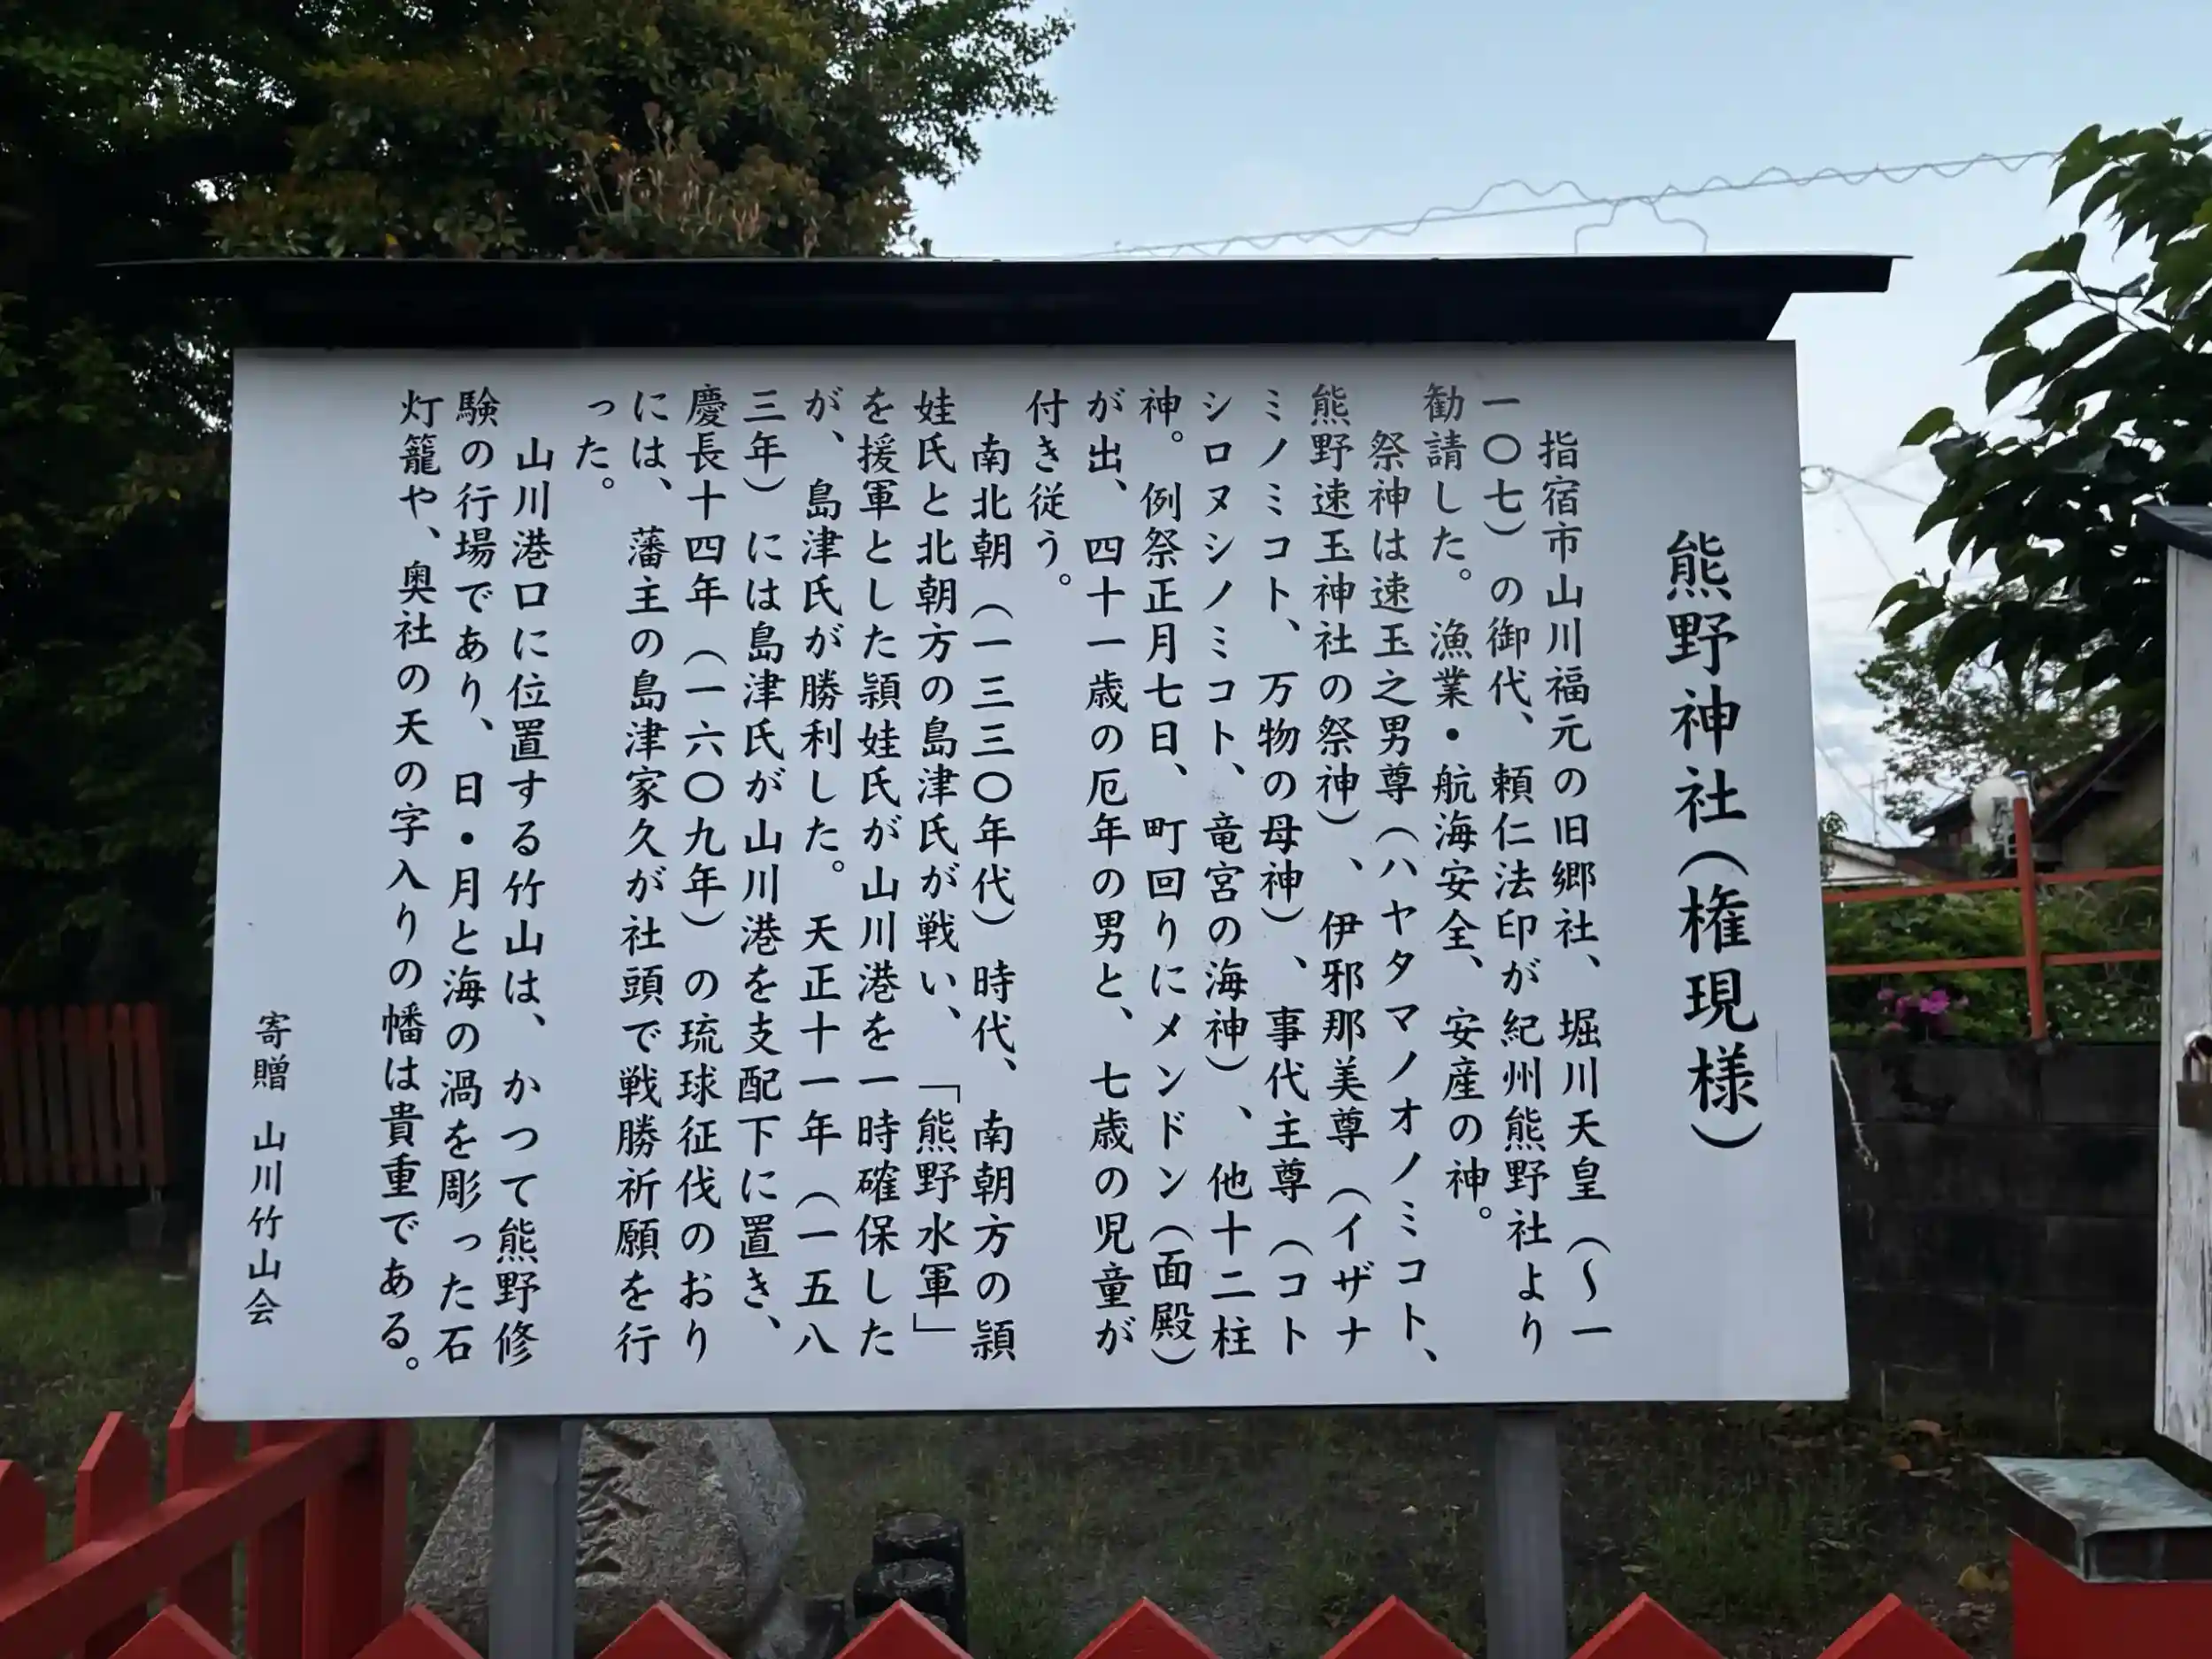 熊野神社(権現様)
指宿市山川福元の旧郷社、堀川天皇(〜一
一〇七)の御代、頼仁法印が紀州熊野社より
勧請した。漁業・航海安全、安産の神。
祭神は速玉之男尊(ハヤタマノオノミコト、
熊野速玉神社の祭神)、伊邪那美尊(イザナ
ミノミコト、万物の母神)、事代主尊(コト
シロヌシノミコト、竜宮の海神)、他十二柱
神。例祭正月七日、町回りにメンドン(面殿)
が出、四十一歳の厄年の男と、七歳の児童が
付き従う。
南北朝(一三三〇年代)時代、南朝方の頴
娃氏と北朝方の島津氏が戦い、「熊野水軍」
を援軍とした頴娃氏が山川港を一時確保した
が、島津氏が勝利した。天正十一年(一五八
三年)には島津氏が山川港を支配下に置き、
慶長十四年(一六〇九年)の琉球征伐のおり
には、藩主の島津家久が社頭で戦勝祈願を行
った。
山川港口に位置する竹山は、かつて熊野修
験の行場であり、日・月と海の渦を彫った石
灯籠や、奥社の天の字入りの幡は貴重である。
寄贈 山川竹山会